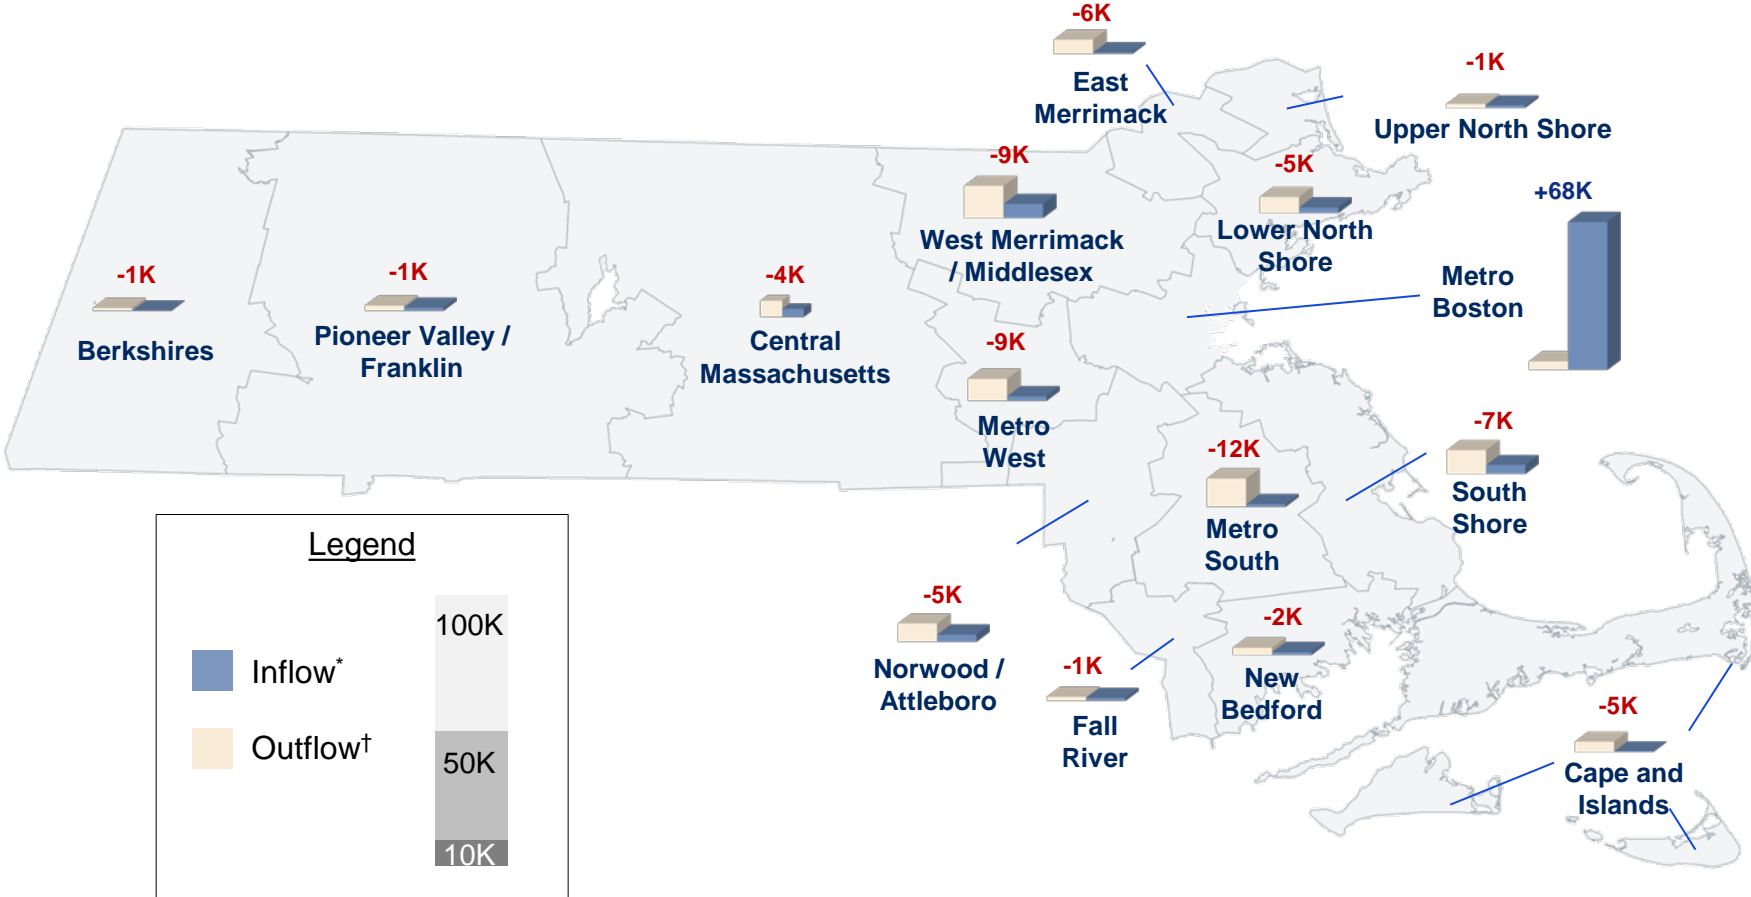 -6K
East
Merrimack
-1K
Upper North Shore
-9K
West Merrimack
/ Middlesex
-5K
Lower North
Shore
+68K
Metro
Boston
-1K
Berkshires
-1K
Pioneer Valley /
Franklin
-4K
Central
Massachusetts
-9K
Metro
West
-12K
Metro
South
-7K
South
Shore
-5K
Norwood /
Attleboro
-1K
Fall
River
-2K
New
Bedford
-5K
Cape and
Islands
Legend
Inflow*
Outflow†
100K
50K
10K